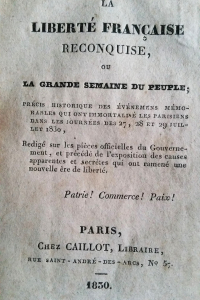 LA
LIBERTÉ FRANÇAISE
RECONQUISE,
OU
LA GRANDE SEMAINE DU PEUPLE;
PRÉCIS HISTORIQUE DES ÉVÉNEMENS MÉMO-
RABLES QUI ONT IMMORTALISÉ LES PARISIENS
DANS LES JOURNÉES DES 27, 28 ET 29 JUIL-
LET 1830,
Redigé sur les pièces officielles du Gouverne-
ment, et précédé de l'exposition des causes
apparentes et secrètes qui ont ramené une
nouvelle ère de liberté.
Patrie! Commerce! Paix!
PARIS,
CHEZ CAILLOT, LIBRAIRE,
RUE SAINT-ANDRÉ-DES-ARCS, No 57.
1830.